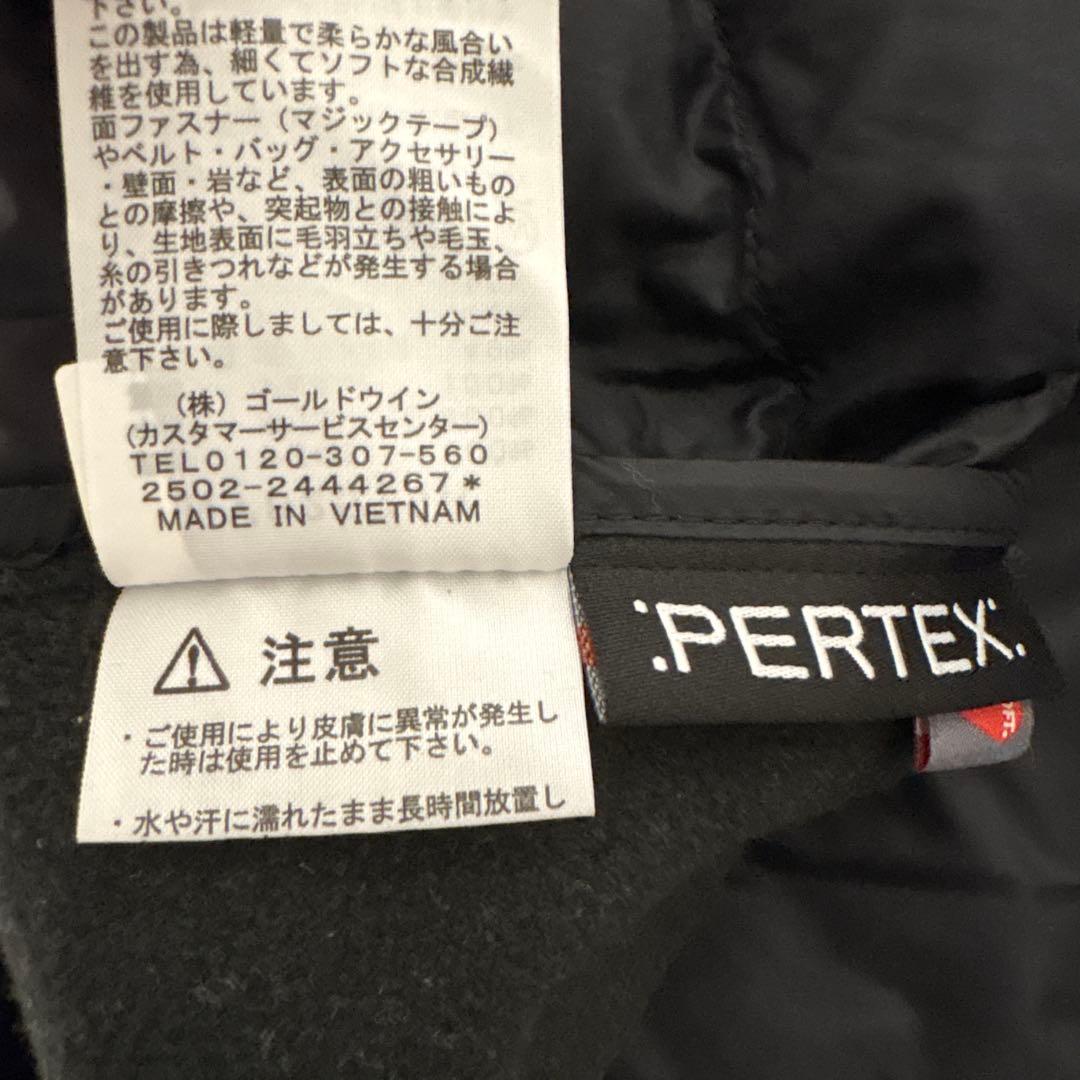 下さい。
この製品は軽量で柔らかな風合い
を出す為、細くてソフトな合成繊
維を使用しています。
面ファスナー（マジックテープ）
やベルト・バッグ・アクセサリー
・壁面・岩など、表面の粗いもの
との摩擦や、突起物との接触によ
り、生地表面に毛羽立ちや毛玉、
糸の引きつれなどが発生する場合
があります。
ご使用に際しましては、十分ご注
意下さい。
（株）ゴールドウイン
(カスタマーサービスセンター)
TEL0120-307-560
2502-2444267*
MADE IN VIETNAM
注意
・ご使用により皮膚に異常が発生し
た時は使用を止めて下さい。
・水や汗に濡れたまま長時間放置し
PERTEX